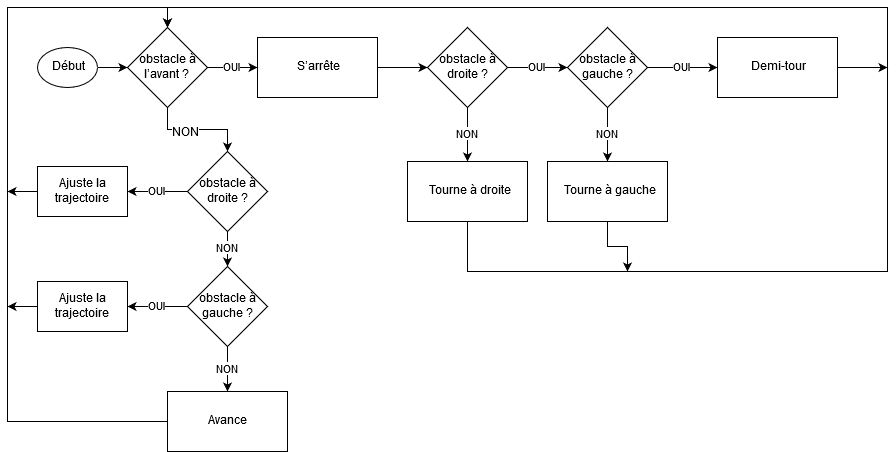 Début
obstacle à
l'avant ?
OUI
S'arrête
obstacle à
droite ?
OUI
obstacle à
gauche ?
OUI
Demi-tour
NON
NON
NON
Ajuste la
trajectoire
OUI
obstacle à
droite ?
Tourne à droite
Tourne à gauche
NON
Ajuste la
trajectoire
OUI
obstacle à
gauche ?
NON
Avance